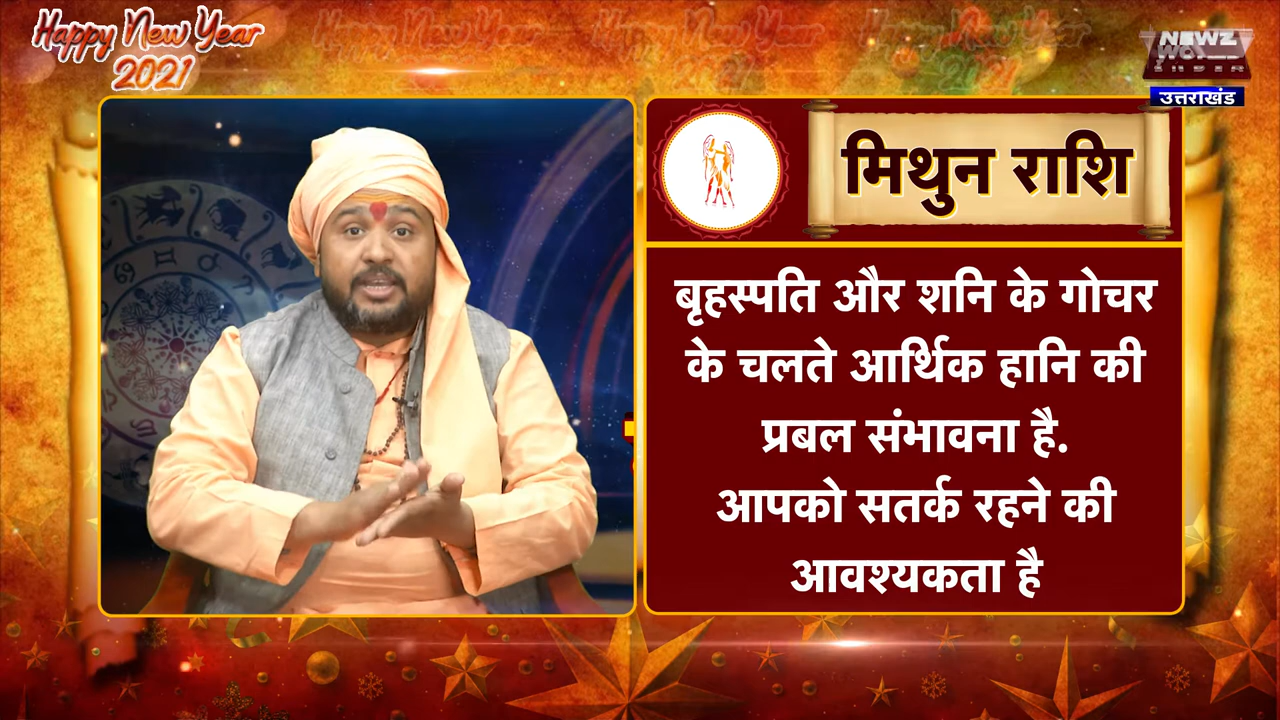 Happy New Year
2021
NEWZ
उत्तराखंड
मिथुन राशि
बृहस्पति और शनि के गोचर
के चलते आर्थिक हानि की
प्रबल संभावना है.
आपको सतर्क रहने की
आवश्यकता है